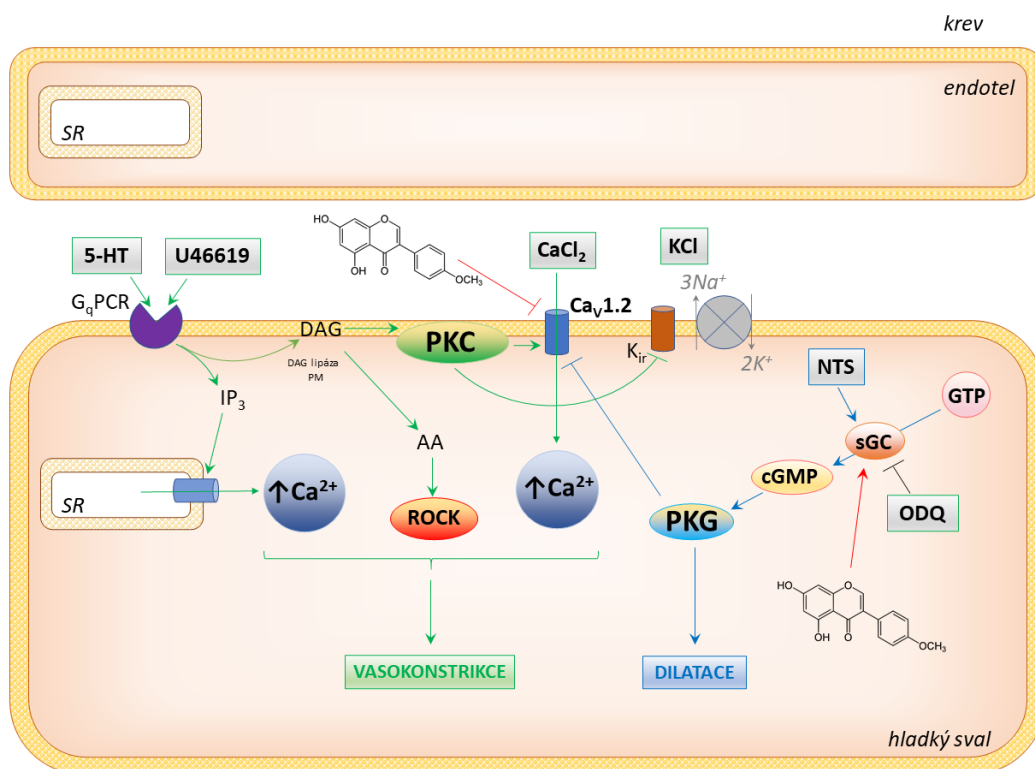 krev
endotel
SR
HO
O
OH
O
OCH₃
5-HT
U46619
CaCl₂
KCl
GqPCR
3Na⁺
CaV1.2
DAG
PKC
Kir
2K⁺
DAG lipáza
PM
NTS
GTP
IP₃
AA
sGC
cGMP
SR
↑Ca²⁺
ROCK
↑Ca²⁺
PKG
ODQ
HO
O
OH
O
OCH₃
VASOKONSTRIKCE
DILATACE
hladký sval